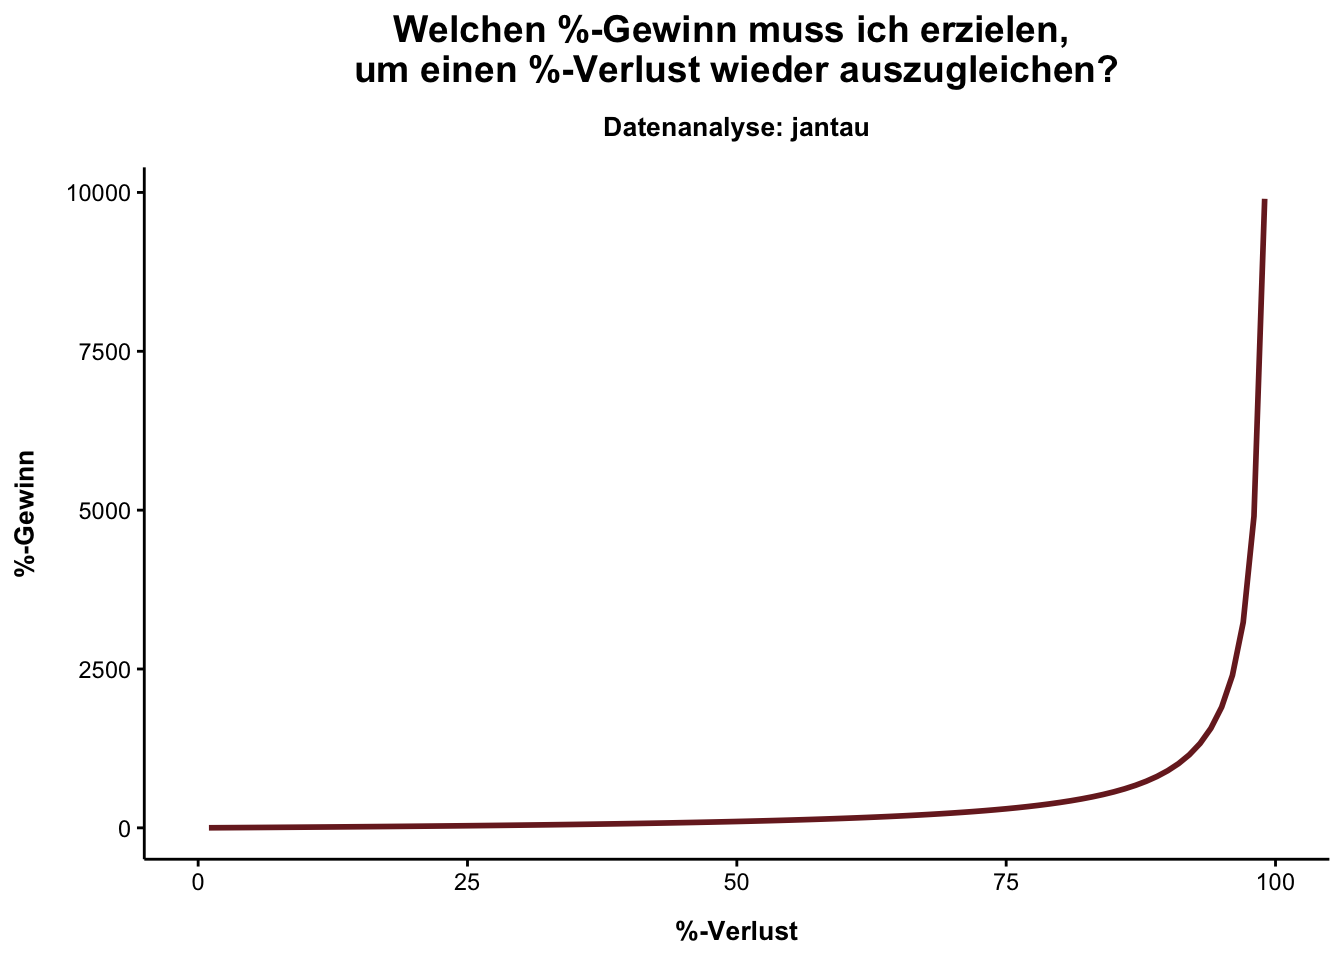 Welchen %-Gewinn muss ich erzielen,
um einen %-Verlust wieder auszugleichen?
Datenanalyse: jantau
%-Gewinn
10000
7500
5000
2500
0
0 25 50 75 100
%-Verlust